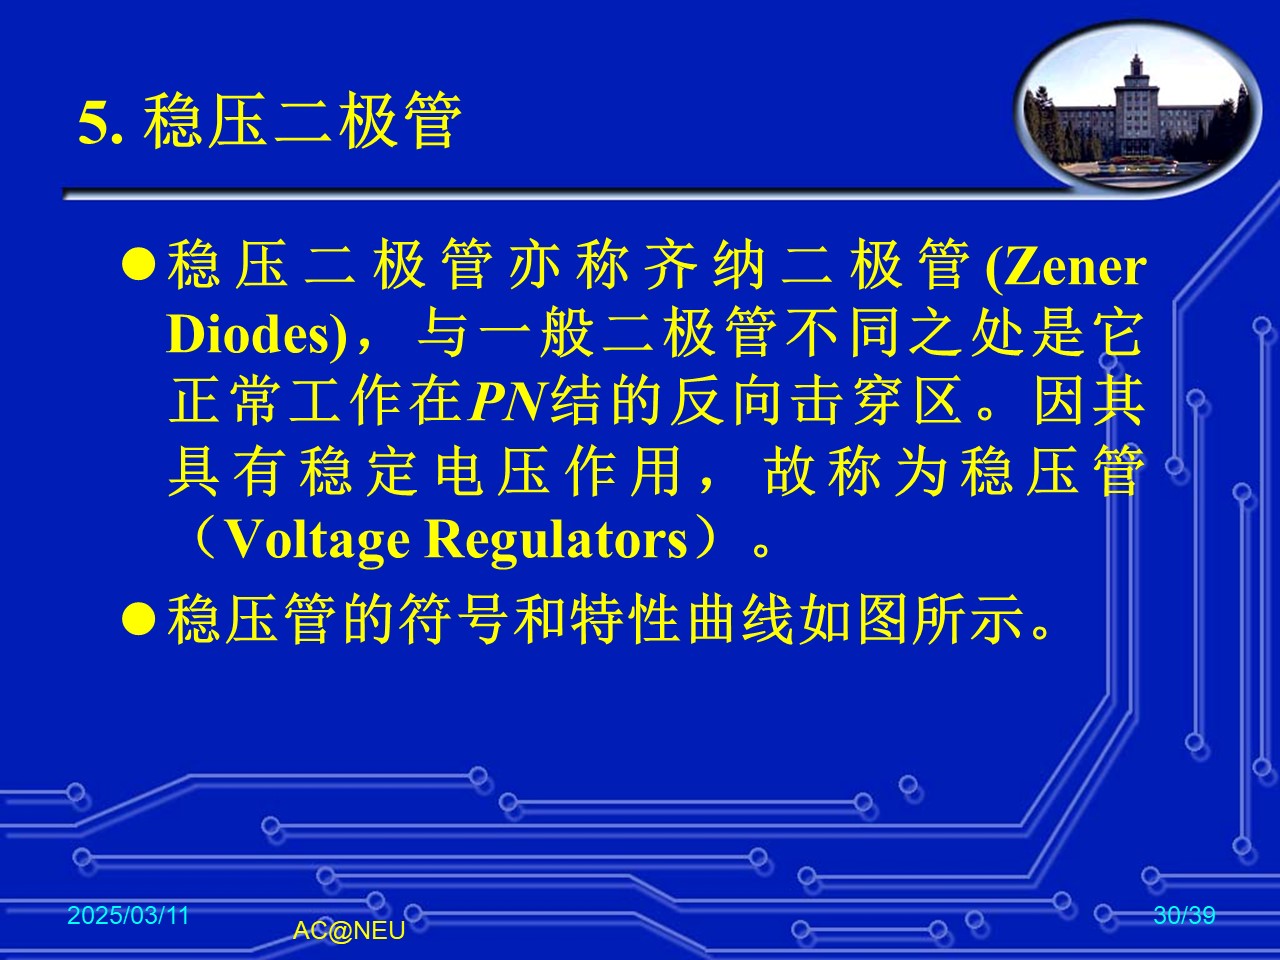 5. 稳压二极管
稳压二极管亦称齐纳二极管(Zener
Diodes)，与一般二极管不同之处是它
正常工作在PN结的反向击穿区。因其
具有稳定电压作用，故称为稳压管
（Voltage Regulators）。
稳压管的符号和特性曲线如图所示。
2025/03/11
AC@NEU
30/39